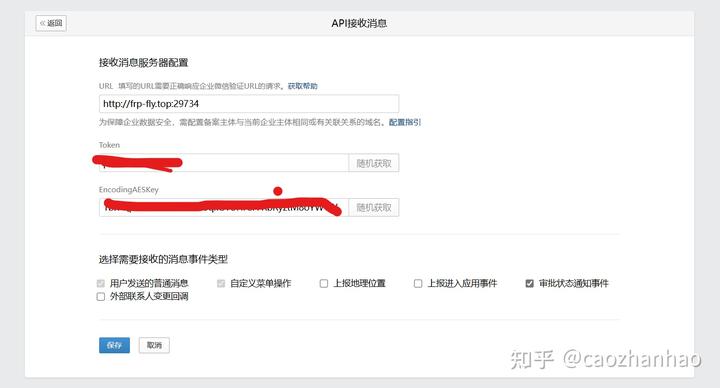 « 返回
API接收消息
接收消息服务器配置
URL 填写的URL需要正确响应企业微信验证URL的请求。获取帮助
http://frp-fly.top:29734
为保障企业数据安全，需配置备案主体与当前企业主体相同或有关联关系的域名。配置指引
Token
随机获取
EncodingAESKey
随机获取
选择需要接收的消息事件类型
用户发送的普通消息 自定义菜单操作 上报地理位置 上报进入应用事件 审批状态通知事件
外部联系人变更回调
保存 取消
知乎 @caozhanhao